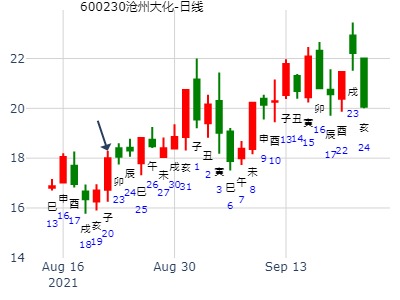 600230沧州大化-日线
22
20
18
16
14
巳 13
申 16
酉 17
戌 18
亥 19
子 20
卯 23
辰 24
巳 25
午 26
未 27
戌 30
亥 31
子 1
丑 2
寅 3
巳 6
午 7
未 8
申 9
酉 10
子 13
丑 14
寅 15
卯 16
辰 17
酉 22
戌 23
亥 24
Aug 16
2021
Aug 30
Sep 13